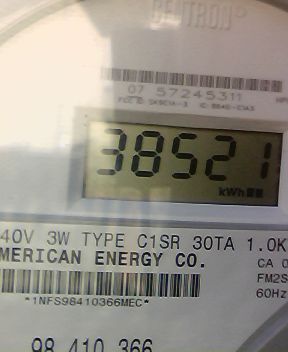 CENTRON®
07 57245311
38521
kWh
40V 3W TYPE C1SR 30TA 1.0K
MERICAN ENERGY CO.
CA 0
FM2S
60Hz
*1NFS98410366MEC*
98 410 366